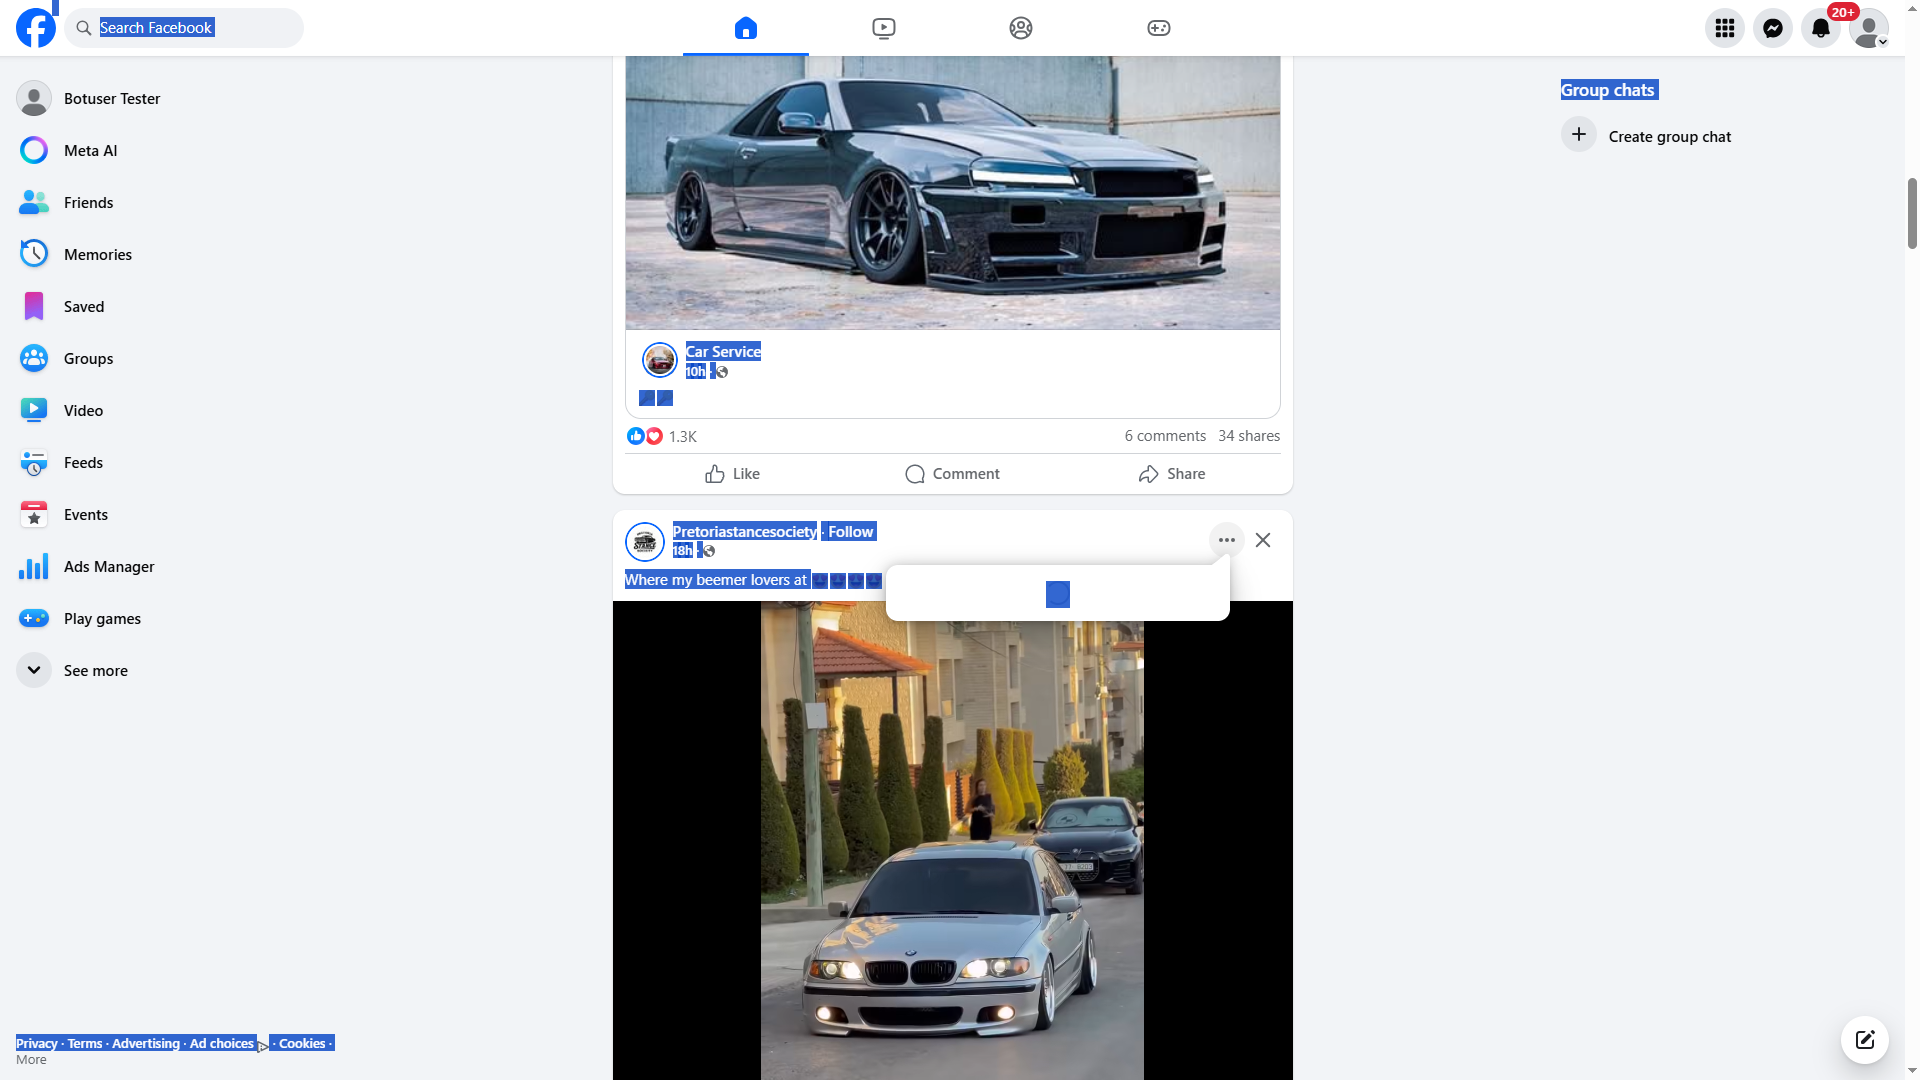 Search Facebook
20+
Botuser Tester
Meta AI
Friends
Memories
Saved
Groups
Video
Feeds
Events
Ads Manager
Play games
See more
Privacy · Terms · Advertising · Ad choices · Cookies ·
More
Car Service
10h ·
1.3K
6 comments 34 shares
Like Comment Share
Pretoriastancesociety · Follow
18h ·
Where my beemer lovers at
Group chats
Create group chat